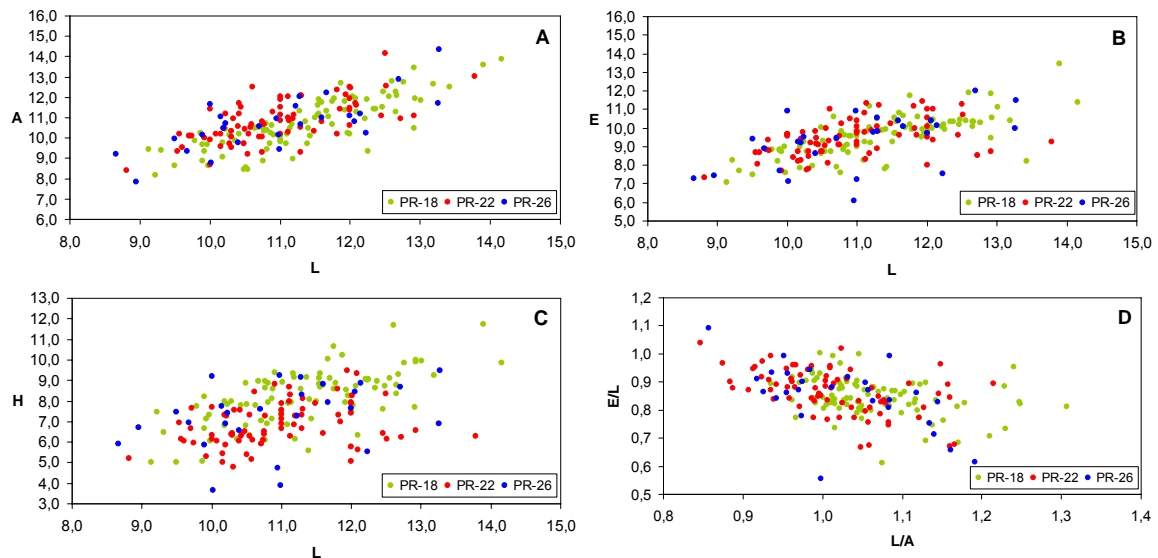 A
16,0
15,0
14,0
13,0
12,0
11,0
10,0
9,0
8,0
7,0
6,0
A
PR-18 PR-22 PR-26
8,0 9,0 10,0 11,0 12,0 13,0 14,0 15,0
L
B
16,0
15,0
14,0
13,0
12,0
11,0
10,0
9,0
8,0
7,0
6,0
5,0
E
PR-18 PR-22 PR-26
8,0 9,0 10,0 11,0 12,0 13,0 14,0 15,0
L
C
13,0
12,0
11,0
10,0
9,0
8,0
7,0
6,0
5,0
4,0
3,0
H
PR-18 PR-22 PR-26
8,0 9,0 10,0 11,0 12,0 13,0 14,0 15,0
L
D
1,2
1,1
1,0
0,9
0,8
0,7
0,6
0,5
E/L
PR-18 PR-22 PR-26
0,8 0,9 1,0 1,1 1,2 1,3 1,4
L/A